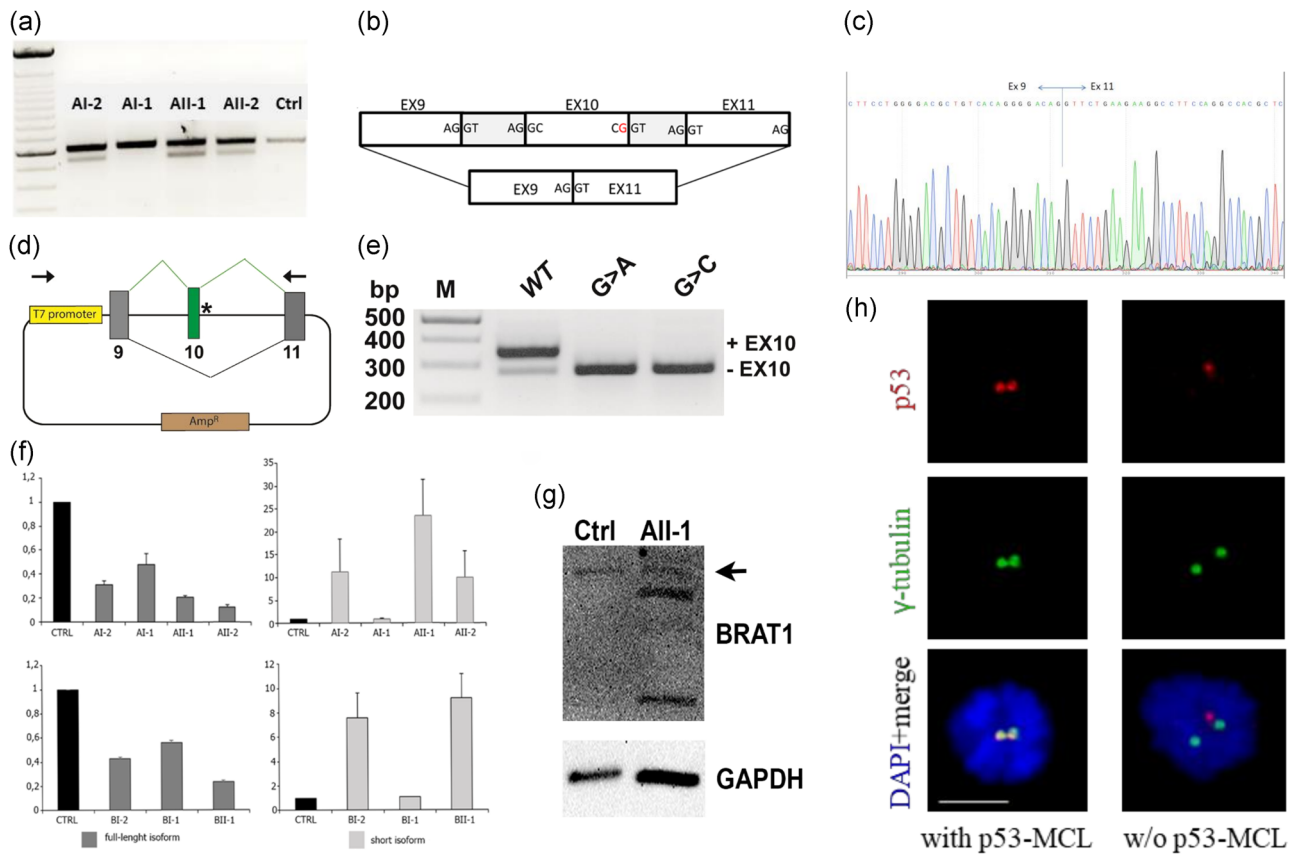 (a)
AI-2 AI-1 AII-1 AII-2 Ctrl
(b)
EX9 EX10 EX11
AG GT AG GC CG GT AG GT AG
EX9 AG GT EX11
(c)
Ex 9 Ex 11
CTTCCTGGGGACGCTGTCACAGGGGACAGGTTCTGAAGAAGGCCTTCCAGGCCACGCTC
(d)
T7 promoter
9 10 * 11
AmpR
(e)
bp M WT G>A G>C
500
400
300
200
+ EX10
- EX10
(f)
1,2
1
0,8
0,6
0,4
0,2
0
CTRL AI-2 AI-1 AII-1 AII-2
35
30
25
20
15
10
5
0
CTRL AI-2 AI-1 AII-1 AII-2
1,2
1
0,8
0,6
0,4
0,2
0
CTRL BI-2 BI-1 BII-1
full-lenght isoform
12
10
8
6
4
2
0
CTRL BI-2 BI-1 BII-1
short isoform
(g)
Ctrl AII-1
BRAT1
GAPDH
(h)
p53
γ-tubulin
DAPI+merge
with p53-MCL w/o p53-MCL